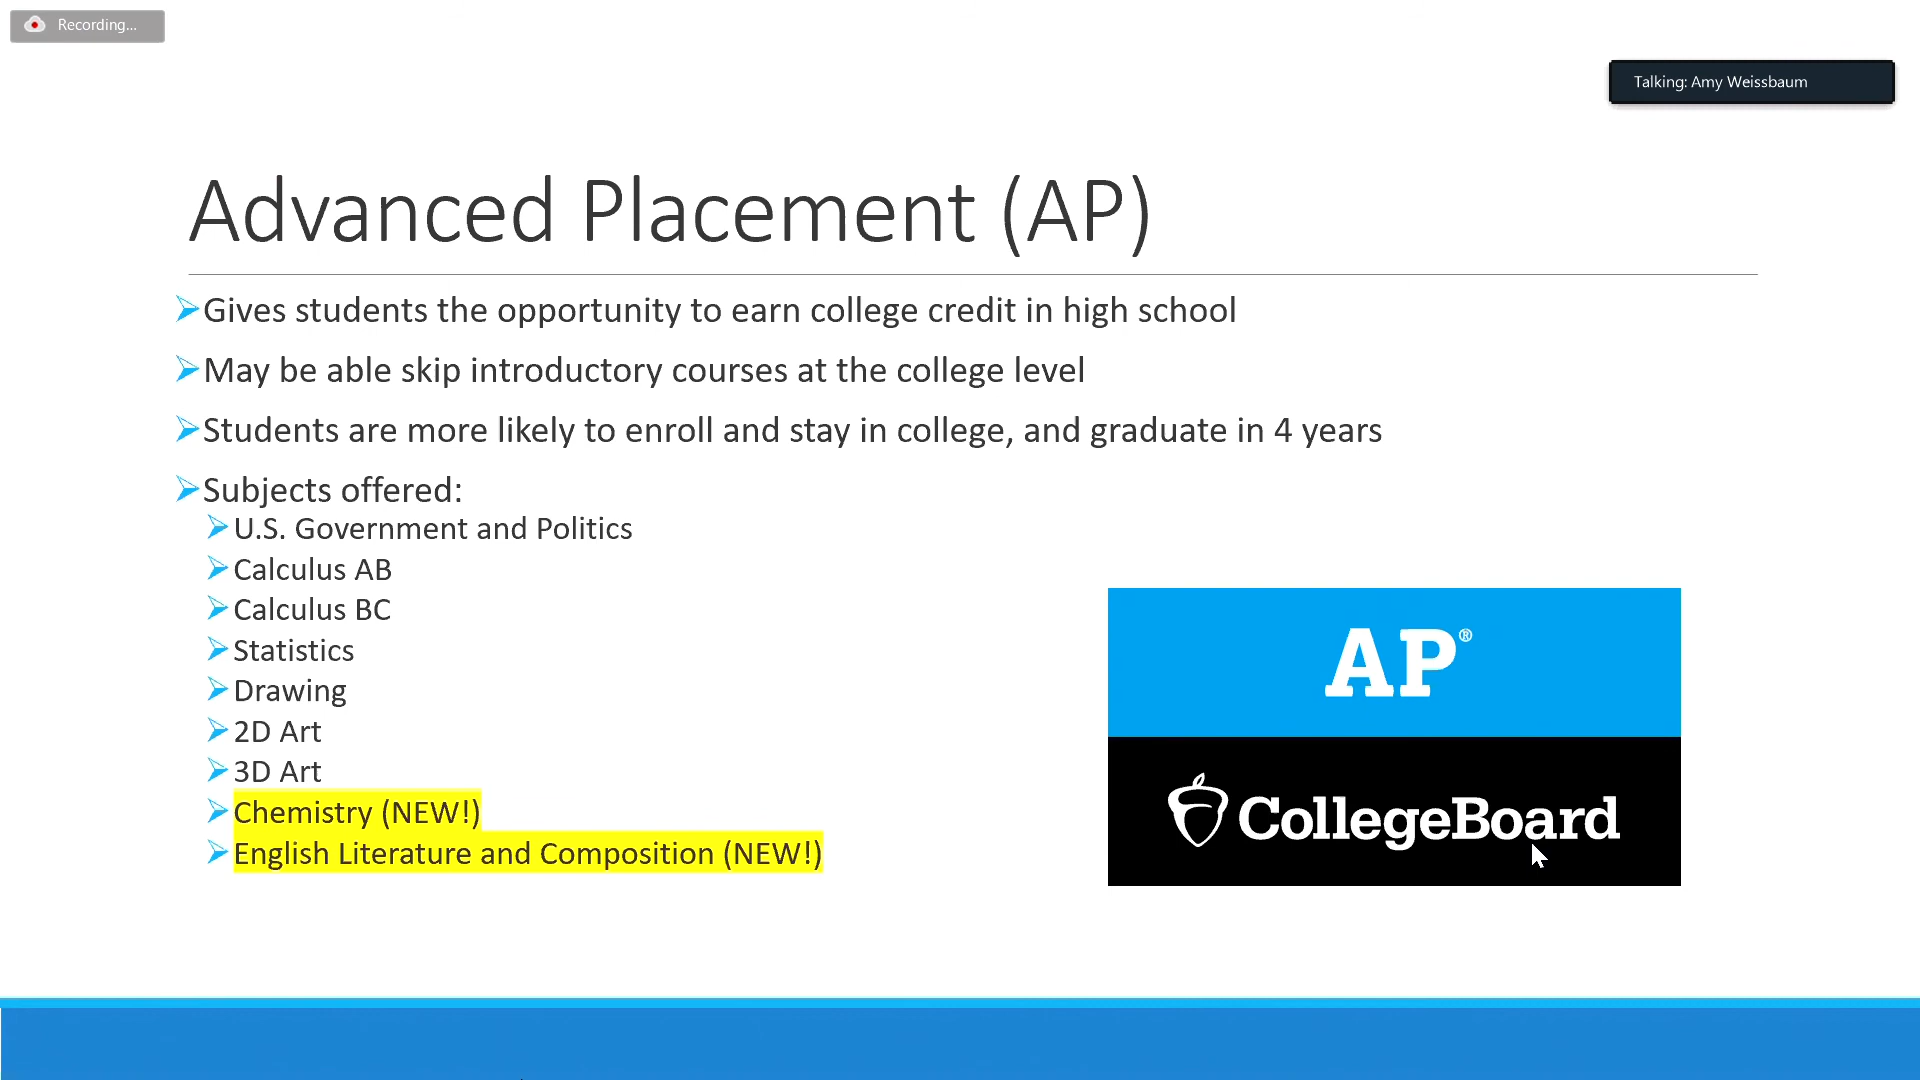 Recording...
Talking: Amy Weissbaum
Advanced Placement (AP)
Gives students the opportunity to earn college credit in high school
May be able skip introductory courses at the college level
Students are more likely to enroll and stay in college, and graduate in 4 years
Subjects offered:
U.S. Government and Politics
Calculus AB
Calculus BC
Statistics
Drawing
2D Art
3D Art
Chemistry (NEW!)
English Literature and Composition (NEW!)
AP®
CollegeBoard